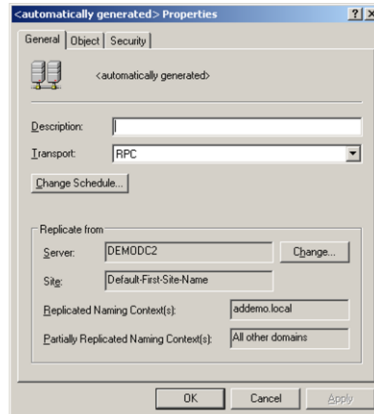 <automatically generated> Properties
General Object Security
<automatically generated>
Description:
Transport: RPC
Change Schedule...
Replicate from
Server: DEMODC2 Change...
Site: Default-First-Site-Name
Replicated Naming Context(s): addemo.local
Partially Replicated Naming Context(s): All other domains
OK Cancel Apply